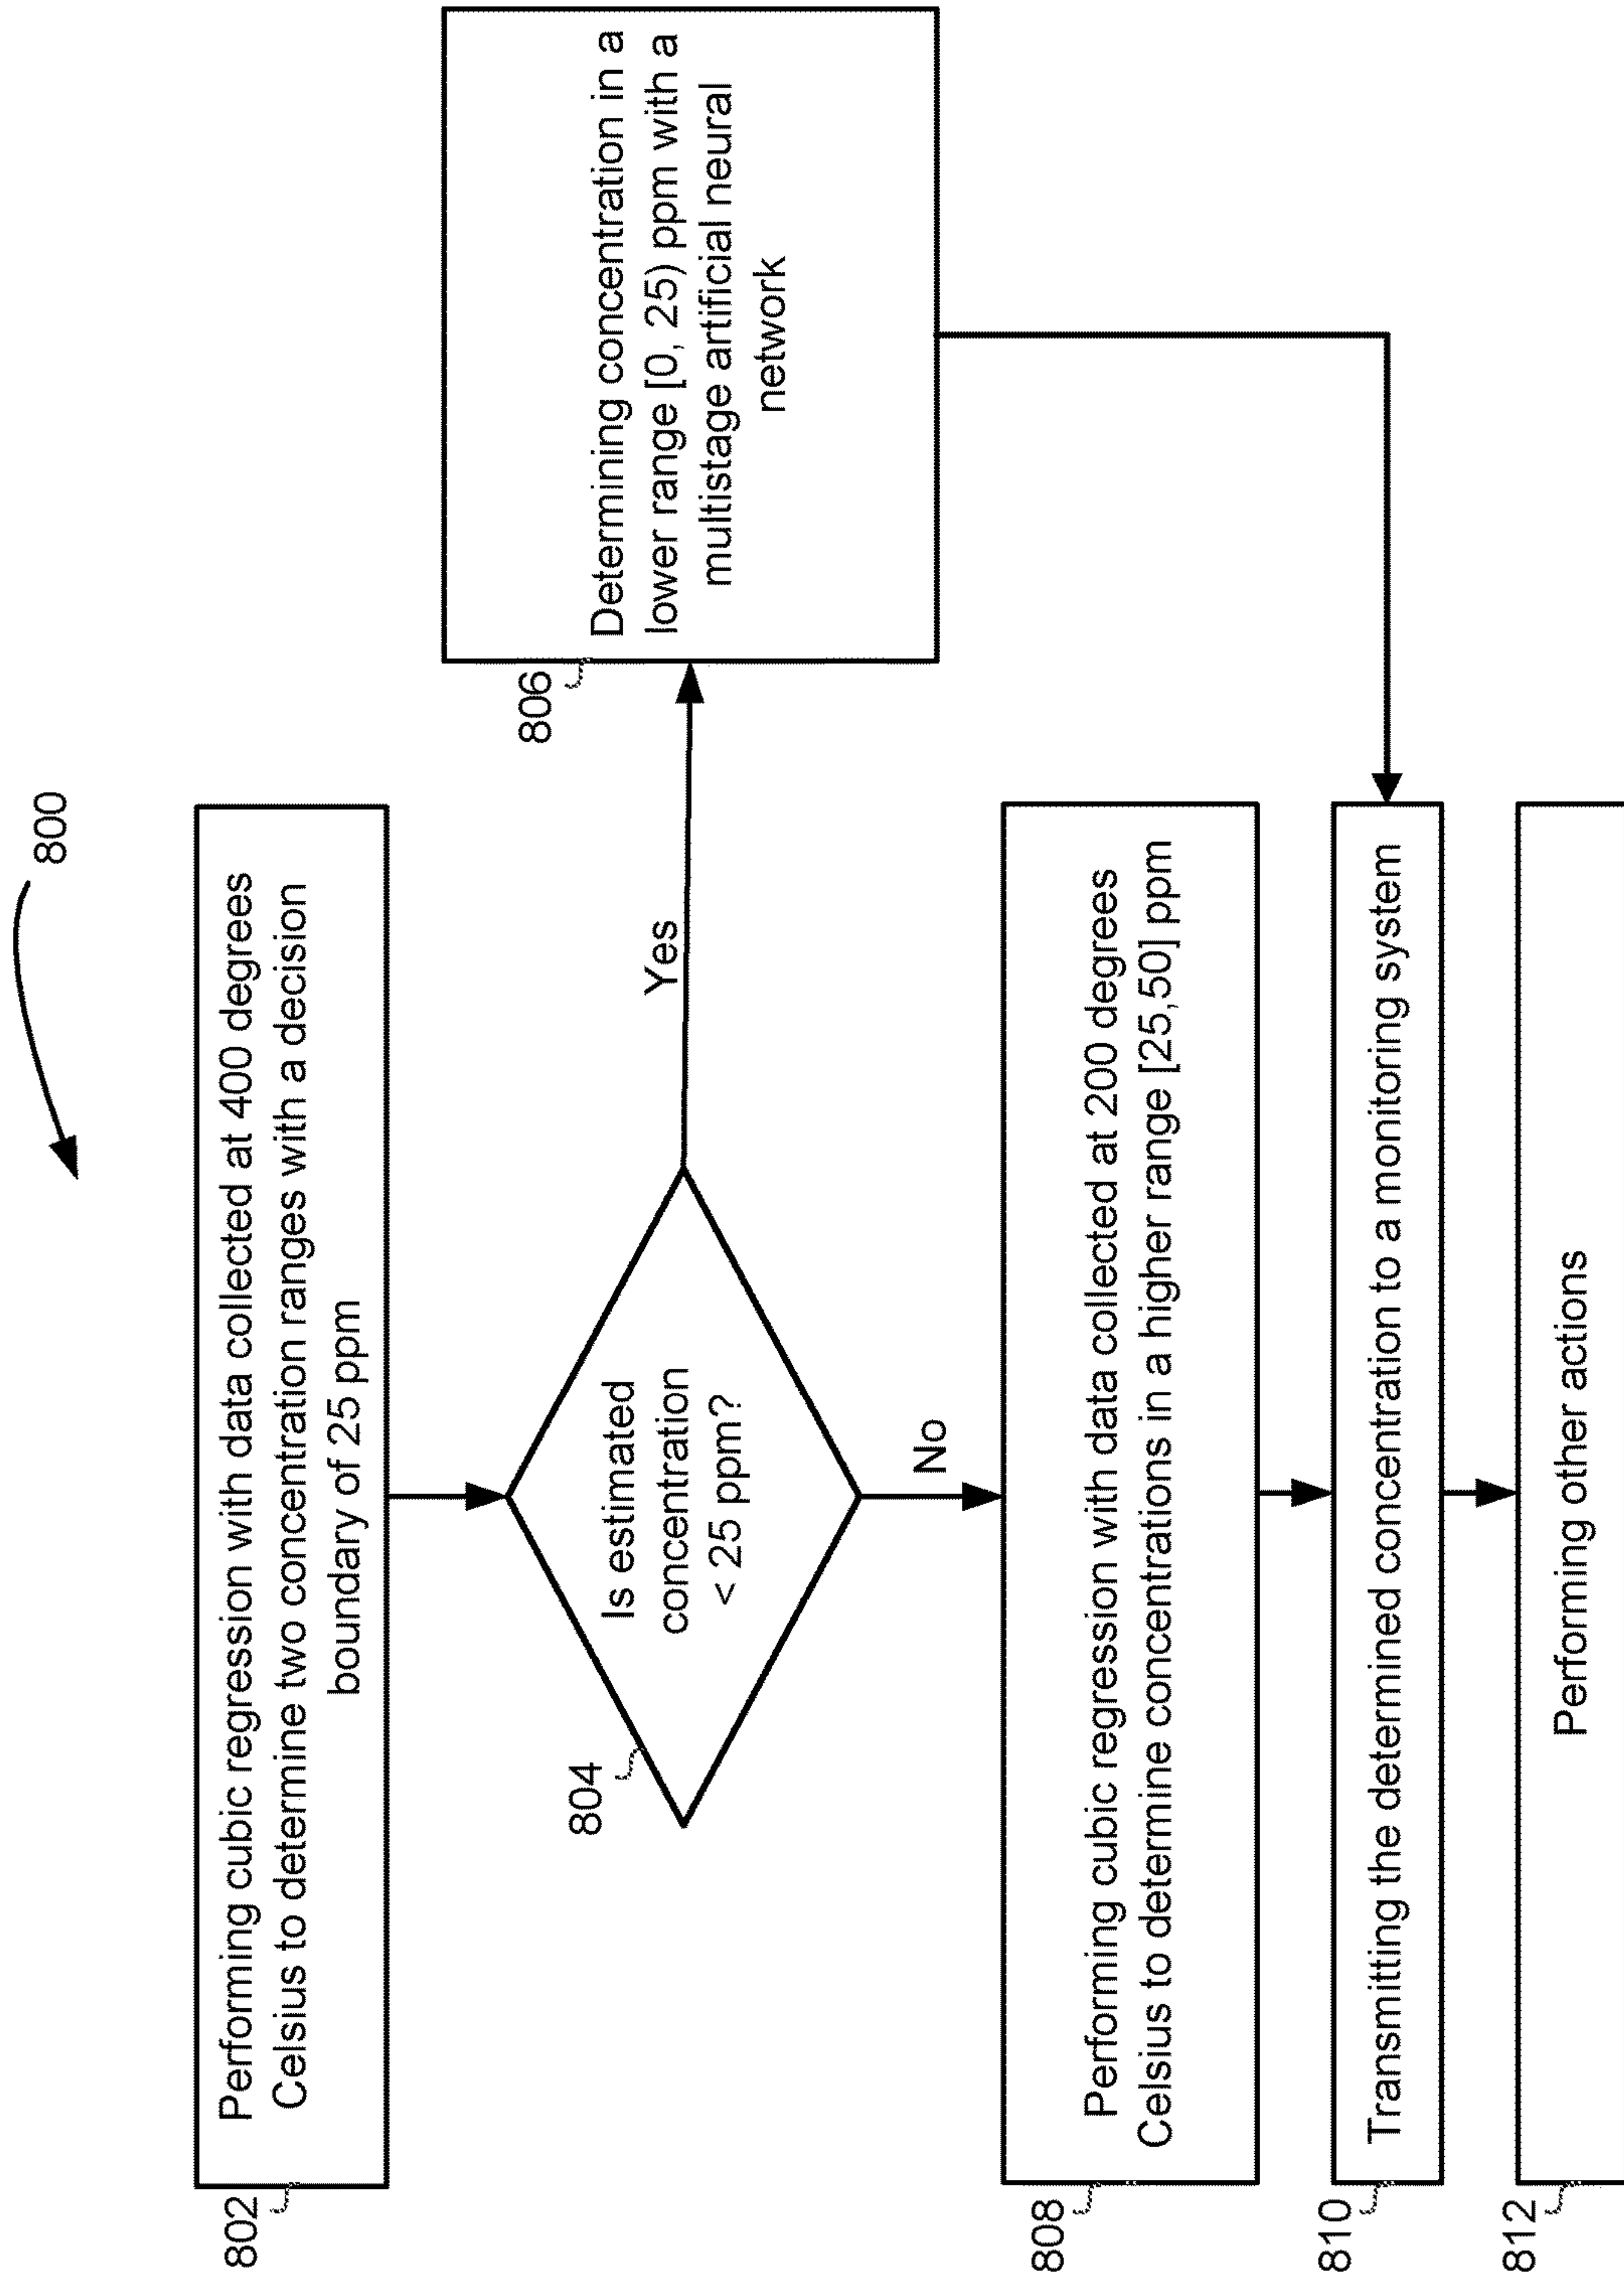 800
802
Performing cubic regression with data collected at 400 degrees
Celsius to determine two concentration ranges with a decision
boundary of 25 ppm
804
Is estimated
concentration
< 25 ppm?
Yes
806
Determining concentration in a
lower range [0, 25) ppm with a
multistage artificial neural
network
No
808
Performing cubic regression with data collected at 200 degrees
Celsius to determine concentrations in a higher range [25,50] ppm
810
Transmitting the determined concentration to a monitoring system
812
Performing other actions